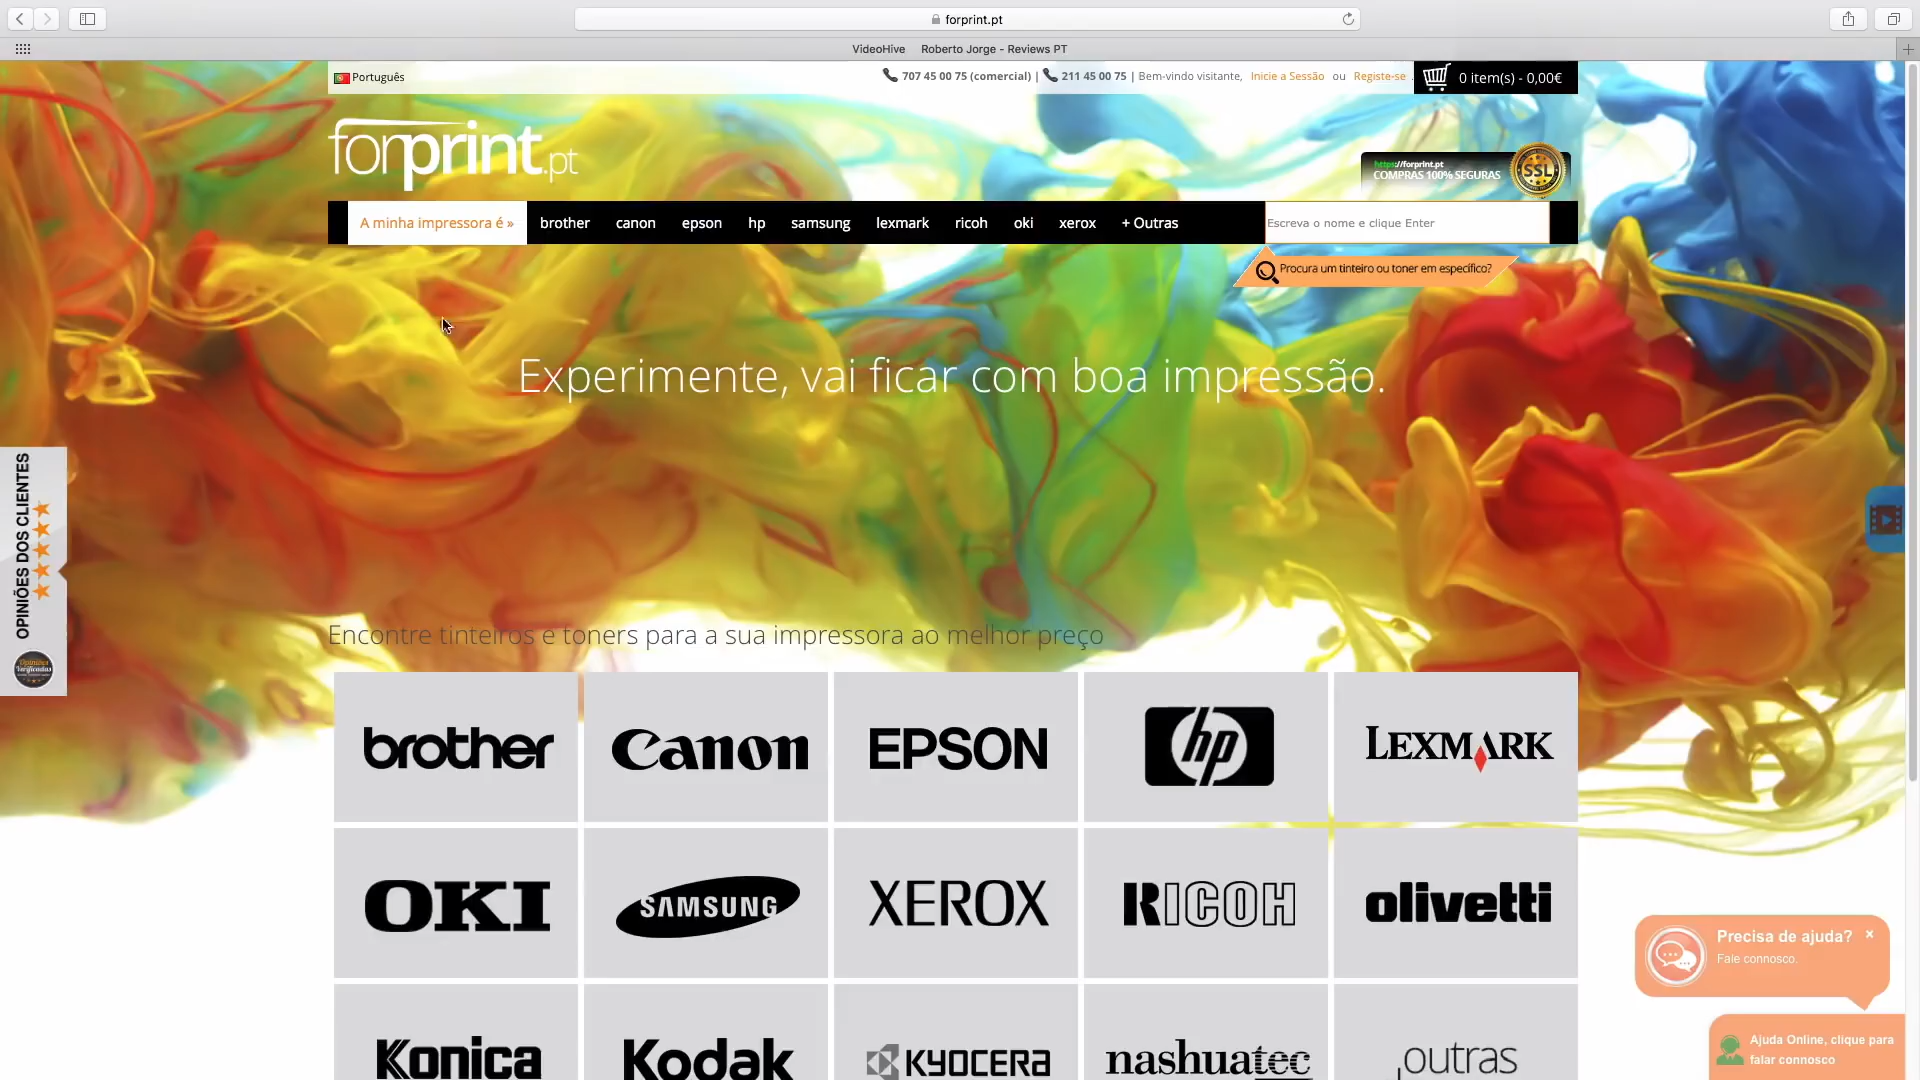 forprint.pt
VideoHive
Roberto Jorge - Reviews PT
Português
707 45 00 75 (comercial) | 211 45 00 75 | Bem-vindo visitante, Inicie a Sessão ou Registe-se .
0 item(s) - 0,00€
forprint.pt
https://forprint.pt
COMPRAS 100% SEGURAS
SSL
A minha impressora é »
brother
canon
epson
hp
samsung
lexmark
ricoh
oki
xerox
+ Outras
Escreva o nome e clique Enter
Procura um tinteiro ou toner em específico?
Experimente, vai ficar com boa impressão.
OPINIÕES DOS CLIENTES
Opiniões
Verificadas
Encontre tinteiros e toners para a sua impressora ao melhor preço
brother
Canon
EPSON
hp
LEXMARK
OKI
SAMSUNG
XEROX
RICOH
olivetti
Konica
Kodak
KYOCERA
nashuatec
outras
Precisa de ajuda?
×
Fale connosco.
Ajuda Online, clique para
falar connosco